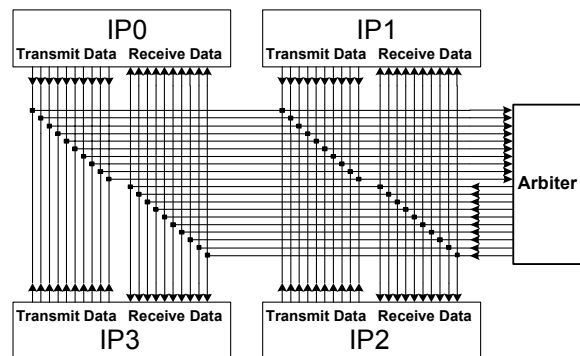 IP0
Transmit Data Receive Data
IP1
Transmit Data Receive Data
Arbiter
Transmit Data Receive Data
IP3
Transmit Data Receive Data
IP2